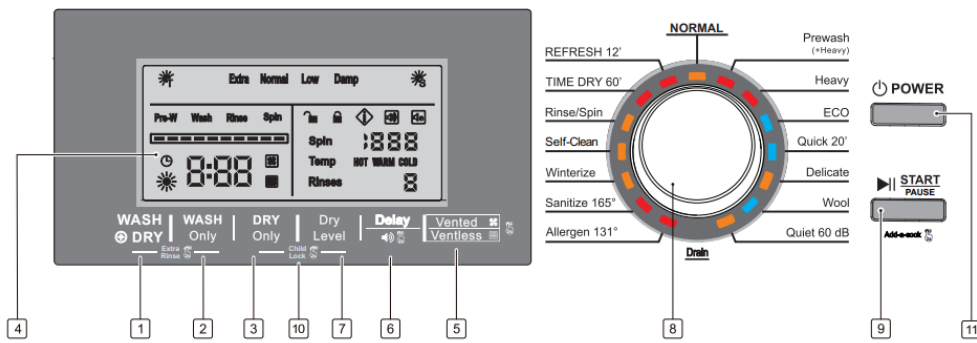 Extra Normal Low Damp
Pre-W Wash Rinse Spin
Spin 1888
Temp HOT WARM COLD
8:88
Rinses 8
WASH
DRY
WASH
Only
DRY
Only
Dry
Level
Delay
Vented
Ventless
Extra
Rinse
Child
Lock
4
1
2
3
10
7
6
5
NORMAL
REFRESH 12'
TIME DRY 60'
Rinse/Spin
Self-Clean
Winterize
Sanitize 165°
Allergen 131°
Prewash
(+Heavy)
Heavy
ECO
Quick 20'
Delicate
Wool
Quiet 60 dB
Drain
8
POWER
START
PAUSE
Add-a-sock
9
11